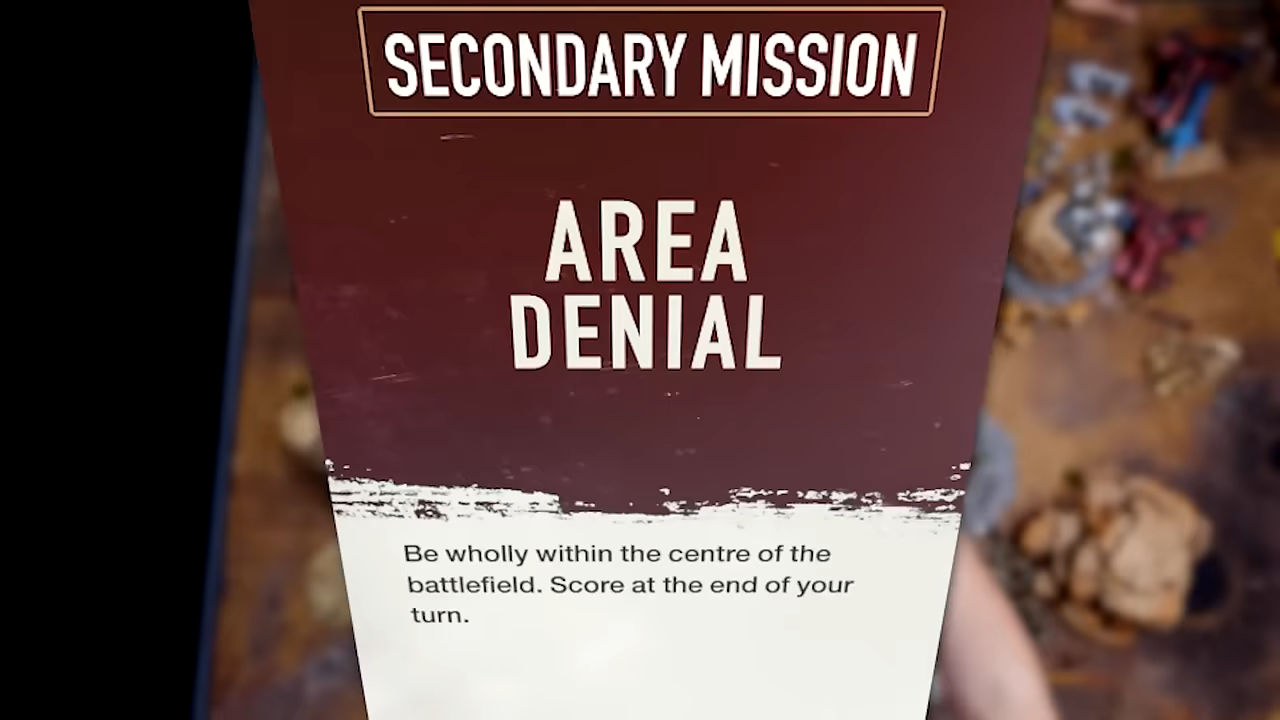 SECONDARY MISSION
AREA
DENIAL
Be wholly within the centre of the
battlefield. Score at the end of your
turn.